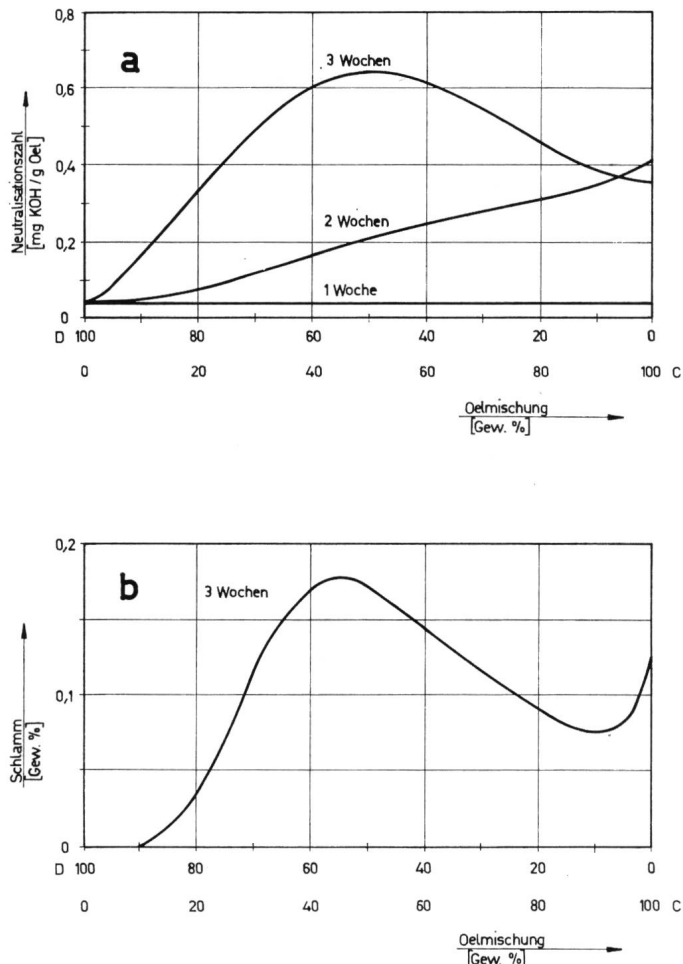 0,8
a
3 Wochen
0,6
Neutralisationszahl
[mg KOH / g Oel]
0,4
2 Wochen
0,2
1 Woche
0
D 100 80 60 40 20 0
0 20 40 60 80 100 C
Oelmischung
[Gew. %]
0,2
b
3 Wochen
Schlamm
[Gew. %]
0,1
0
D 100 80 60 40 20 0
0 20 40 60 80 100 C
Oelmischung
[Gew. %]